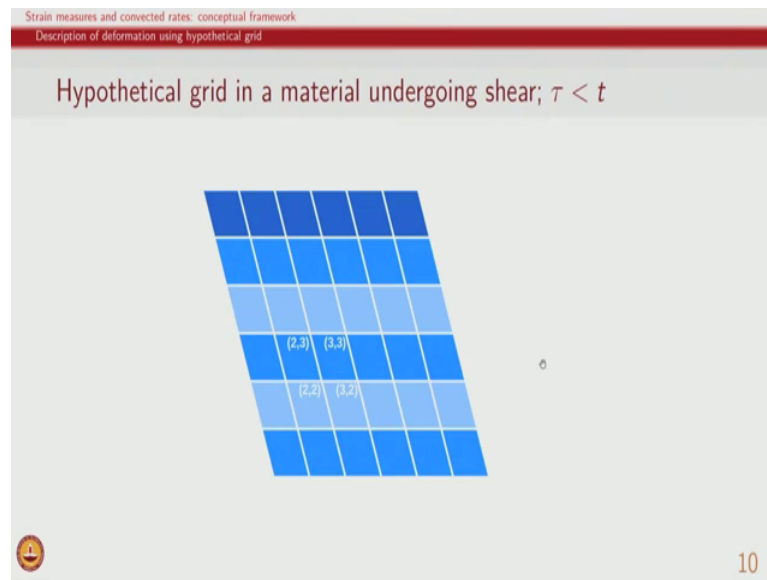 Strain measures and convected rates: conceptual framework
Description of deformation using hypothetical grid
Hypothetical grid in a material undergoing shear; τ < t
(2,3) (3,3)
(2,2) (3,2)
10